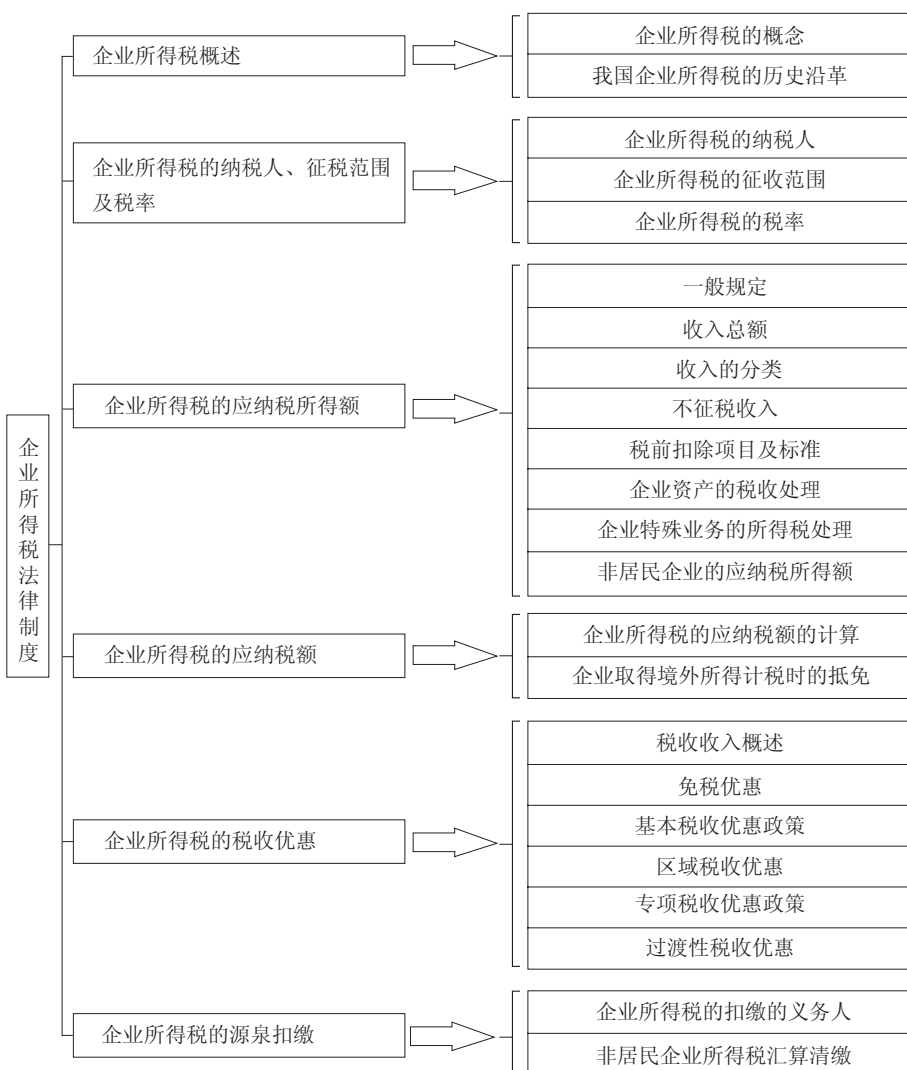 企业所得税法律制度
企业所得税概述
企业所得税的概念
我国企业所得税的历史沿革
企业所得税的纳税人、征税范围
及税率
企业所得税的纳税人
企业所得税的征收范围
企业所得税的税率
企业所得税的应纳税所得额
一般规定
收入总额
收入的分类
不征税收入
税前扣除项目及标准
企业资产的税收处理
企业特殊业务的所得税处理
非居民企业的应纳税所得额
企业所得税的应纳税额
企业所得税的应纳税额的计算
企业取得境外所得计税时的抵免
企业所得税的税收优惠
税收收入概述
免税优惠
基本税收优惠政策
区域税收优惠
专项税收优惠政策
过渡性税收优惠
企业所得税的源泉扣缴
企业所得税的扣缴的义务人
非居民企业所得税汇算清缴